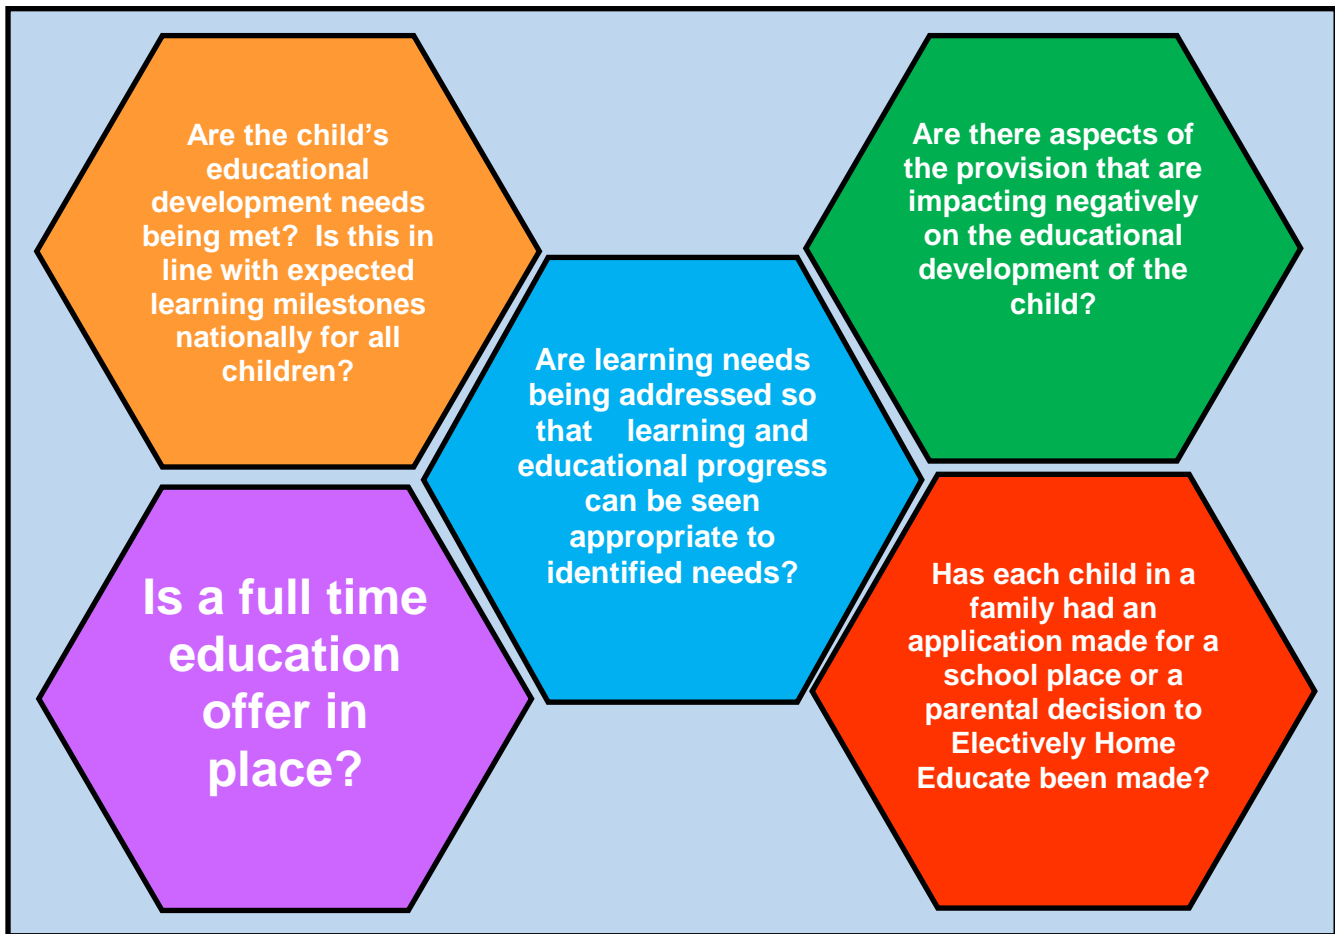 Are the child’s
educational
development needs
being met?  Is this in
line with expected
learning milestones
nationally for all
children?
Are there aspects of
the provision that are
impacting negatively
on the educational
development of the
child?
Are learning needs
being addressed so
that    learning and
educational progress
can be seen
appropriate to
identified needs?
Is a full time
education
offer in
place?
Has each child in a
family had an
application made for a
school place or a
parental decision to
Electively Home
Educate been made?